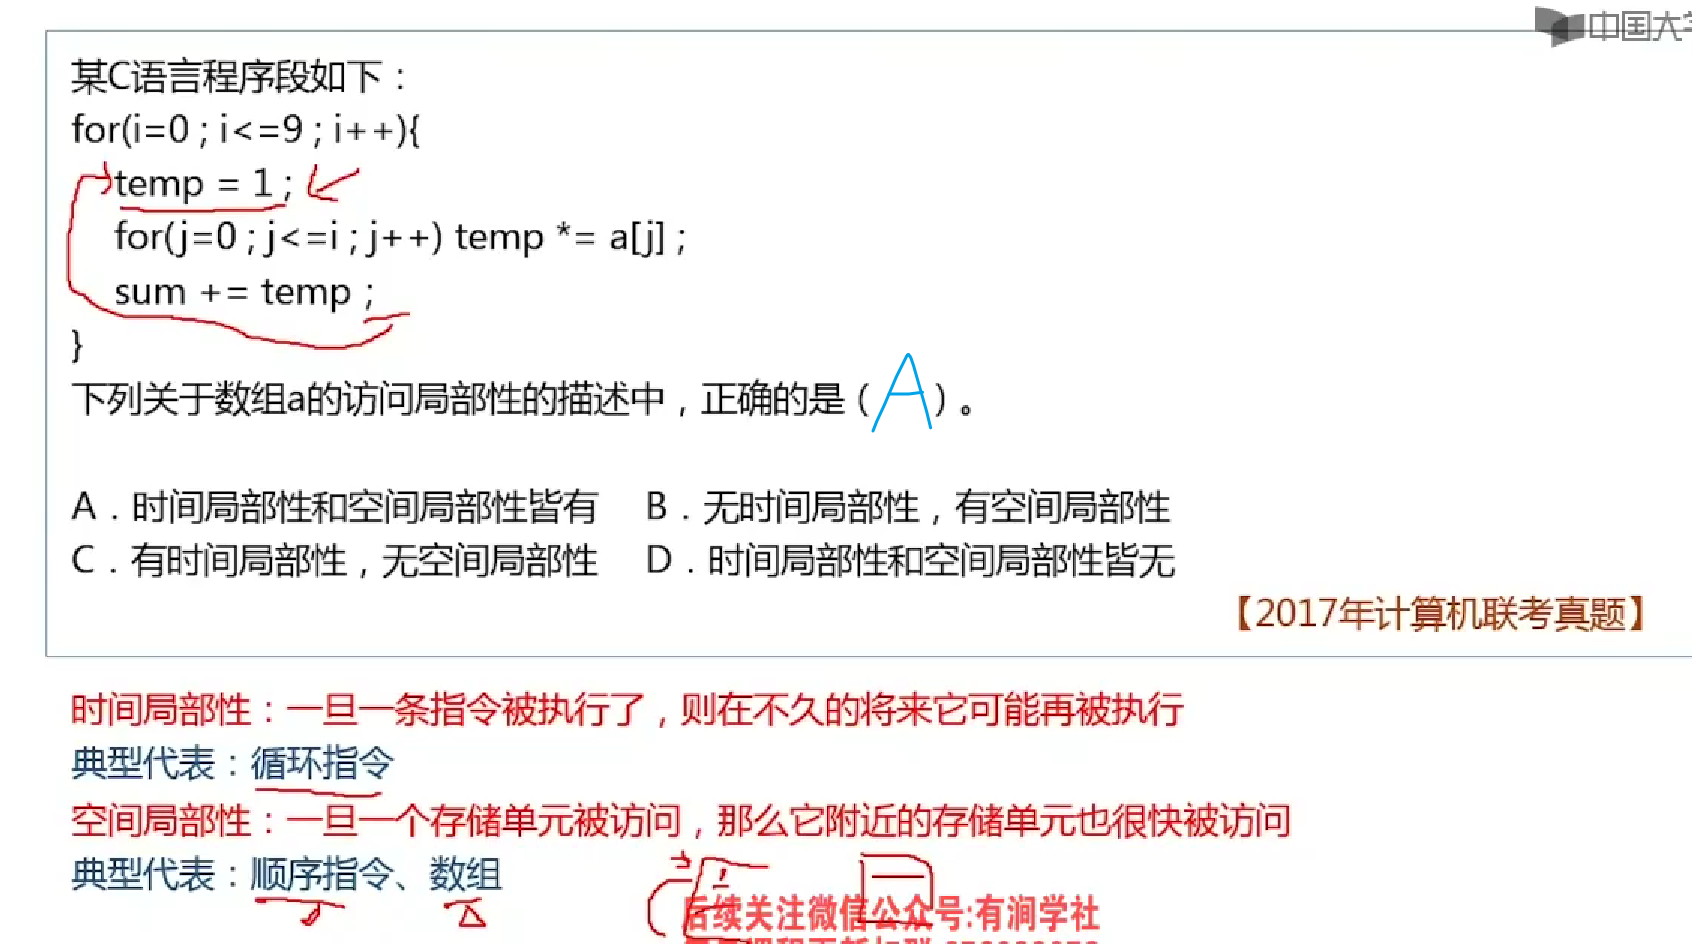 中国大学
某C语言程序段如下：
for(i=0 ; i<=9 ; i++){
temp = 1 ;
for(j=0 ; j<=i ; j++) temp *= a[j] ;
sum += temp ;
}
下列关于数组a的访问局部性的描述中，正确的是（A）。
A．时间局部性和空间局部性皆有 B．无时间局部性，有空间局部性
C．有时间局部性，无空间局部性 D．时间局部性和空间局部性皆无
【2017年计算机联考真题】
时间局部性：一旦一条指令被执行了，则在不久的将来它可能再被执行
典型代表：循环指令
空间局部性：一旦一个存储单元被访问，那么它附近的存储单元也很快被访问
典型代表：顺序指令、数组
后续关注微信公众号:有涧学社